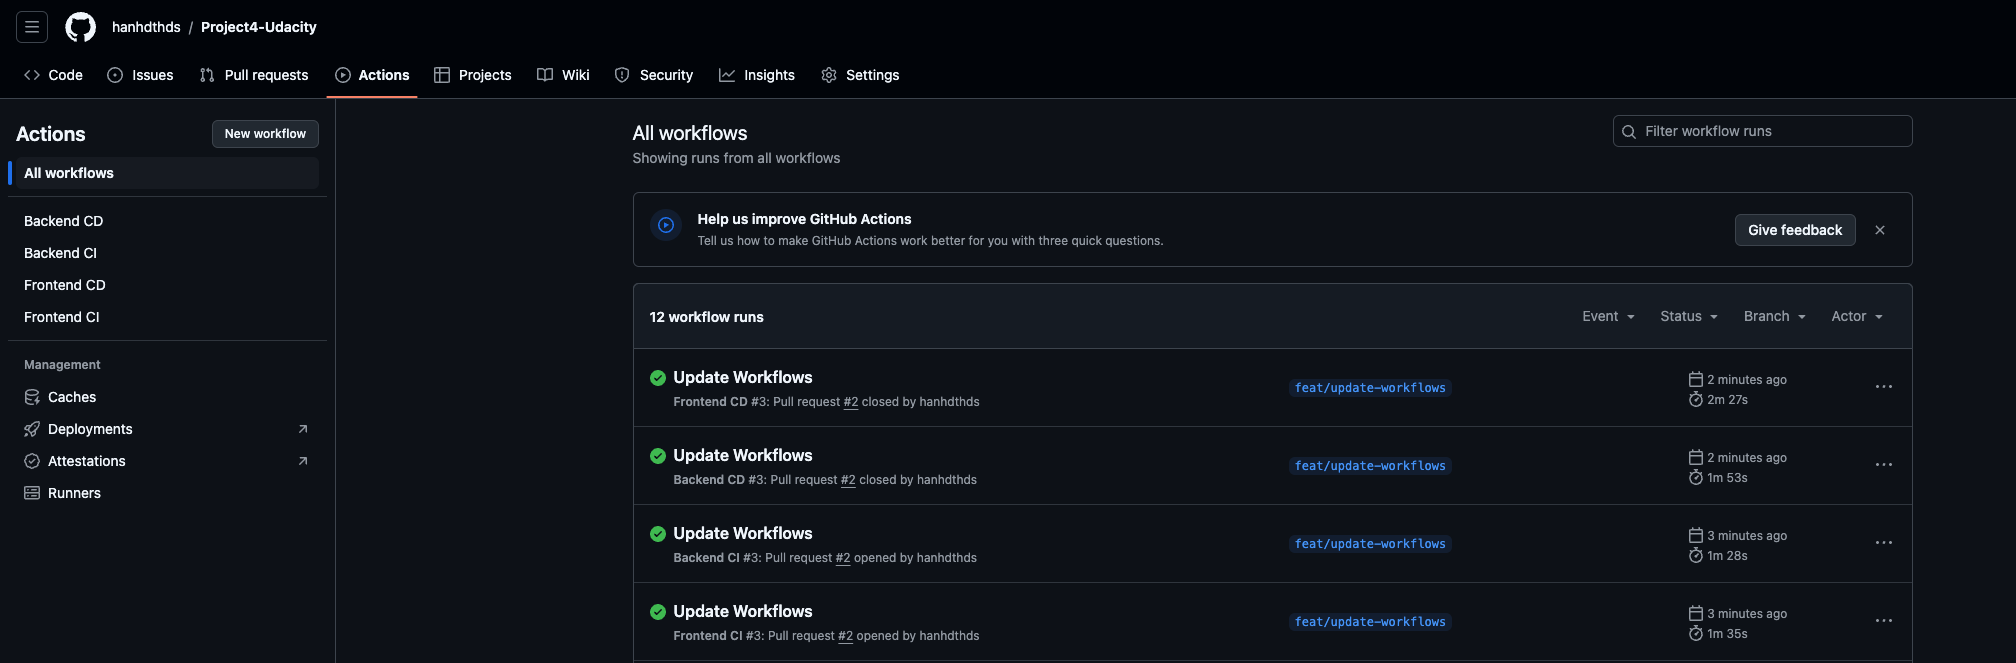 hanhdthds / Project4-Udacity
Code Issues Pull requests Actions Projects Wiki Security Insights Settings
Actions
New workflow
All workflows
Backend CD
Backend CI
Frontend CD
Frontend CI
Management
Caches
Deployments
Attestations
Runners
All workflows
Showing runs from all workflows
Filter workflow runs
Help us improve GitHub Actions
Tell us how to make GitHub Actions work better for you with three quick questions.
Give feedback
12 workflow runs
Event Status Branch Actor
Update Workflows
Frontend CD #3: Pull request #2 closed by hanhdthds
feat/update-workflows
2 minutes ago
2m 27s
Update Workflows
Backend CD #3: Pull request #2 closed by hanhdthds
feat/update-workflows
2 minutes ago
1m 53s
Update Workflows
Backend CI #3: Pull request #2 opened by hanhdthds
feat/update-workflows
3 minutes ago
1m 28s
Update Workflows
Frontend CI #3: Pull request #2 opened by hanhdthds
feat/update-workflows
3 minutes ago
1m 35s